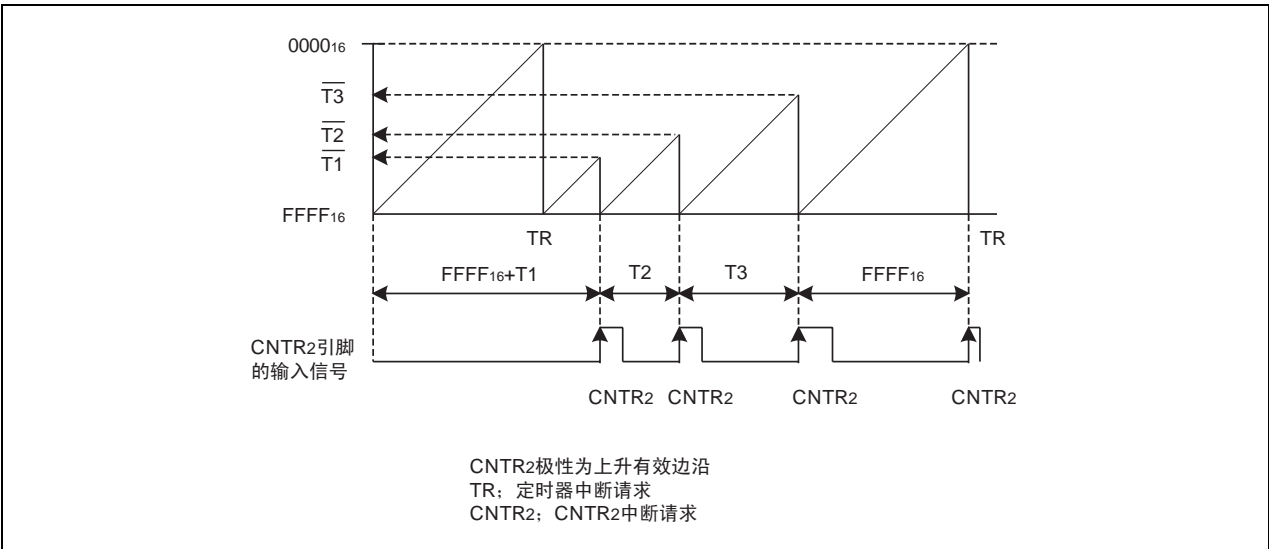 0000₁₆
T̅3̅
T̅2̅
T̅1̅
FFFF₁₆
TR TR
FFFF₁₆+T1 T2 T3 FFFF₁₆
CNTR2引脚
的输入信号
CNTR2 CNTR2 CNTR2 CNTR2
CNTR2极性为上升有效边沿
TR；定时器中断请求
CNTR2；CNTR2中断请求